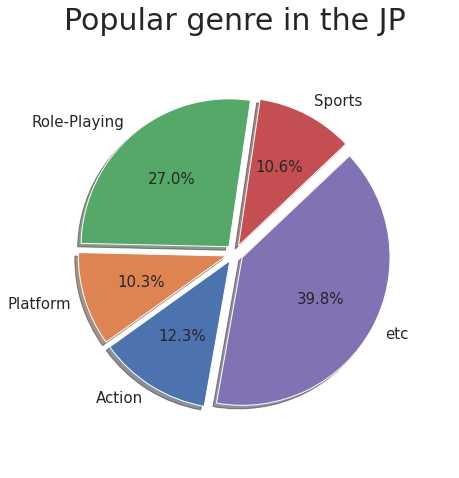 Popular genre in the JP
Sports
Role-Playing
10.6%
27.0%
10.3%
39.8%
Platform
12.3%
etc
Action